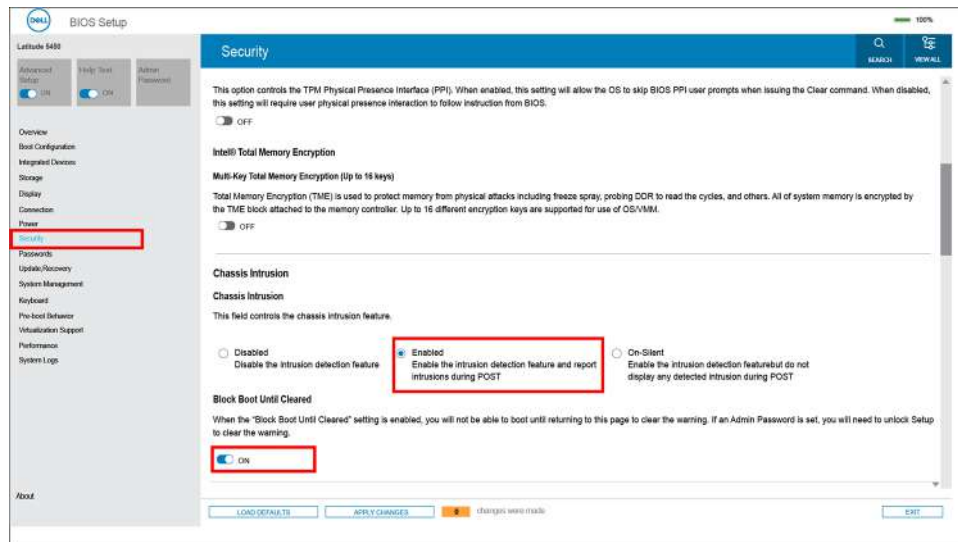 DELL
BIOS Setup
100%
Latitude 5450
Advanced Setup
ON
Help Text
ON
Admin Password
Security
SEARCH
VIEW ALL
This option controls the TPM Physical Presence Interface (PPI). When enabled, this setting will allow the OS to skip BIOS PPI user prompts when issuing the Clear command. When disabled,
this setting will require user physical presence interaction to follow instruction from BIOS.
OFF
Overview
Boot Configuration
Integrated Devices
Storage
Display
Connection
Power
Security
Passwords
Update,Recovery
System Management
Keyboard
Pre-boot Behavior
Virtualization Support
Performance
System Logs
Intel® Total Memory Encryption
Multi-Key Total Memory Encryption (Up to 16 keys)
Total Memory Encryption (TME) is used to protect memory from physical attacks including freeze spray, probing DDR to read the cycles, and others. All of system memory is encrypted by
the TME block attached to the memory controller. Up to 16 different encryption keys are supported for use of OS/VMM.
OFF
Chassis Intrusion
Chassis Intrusion
This field controls the chassis intrusion feature.
Disabled
Disable the intrusion detection feature
Enabled
Enable the intrusion detection feature and report
intrusions during POST
On-Silent
Enable the intrusion detection featurebut do not
display any detected intrusion during POST
Block Boot Until Cleared
When the "Block Boot Until Cleared" setting is enabled, you will not be able to boot until returning to this page to clear the warning. If an Admin Password is set, you will need to unlock Setup
to clear the warning.
ON
About
LOAD DEFAULTS
APPLY CHANGES
0
changes were made
EXIT